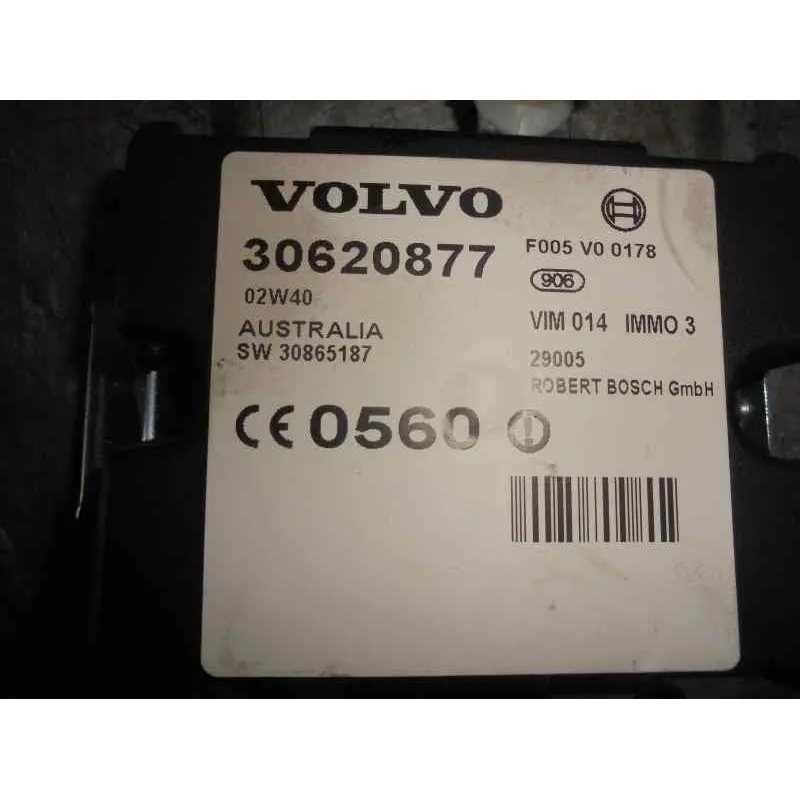 VOLVO
30620877
02W40
AUSTRALIA
SW 30865187
CE 0560
F005 V0 0178
906
VIM 014 IMMO 3
29005
ROBERT BOSCH GmbH